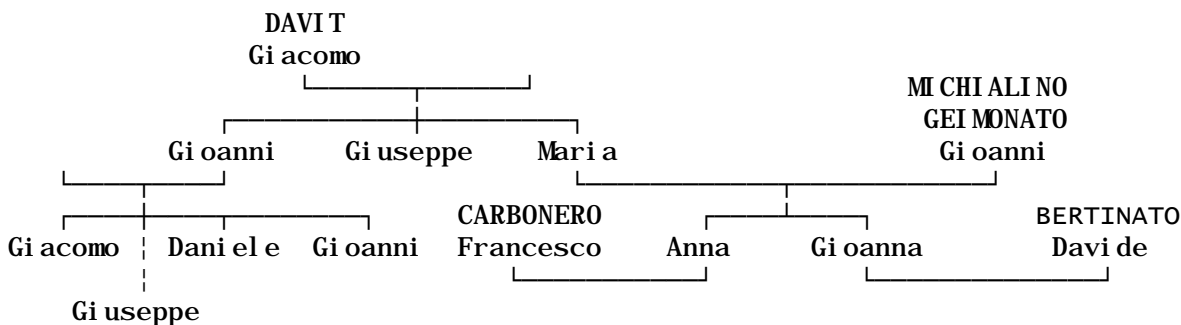 DAVIT
Giacomo
MICHIALINO
GEIMONATO
Gioanni Giuseppe Maria Gioanni
CARBONERO BERTINATO
Giacomo Daniele Gioanni Francesco Anna Gioanna Davide
Giuseppe